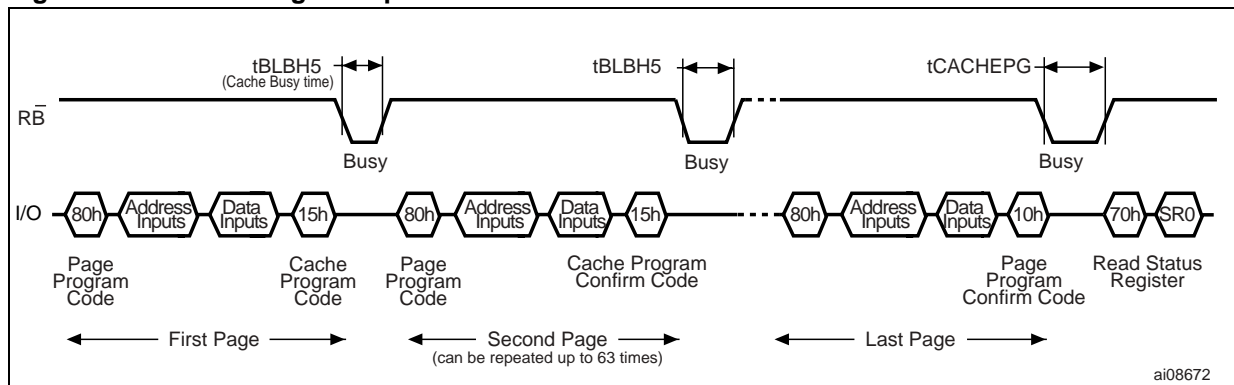 tBLBH5
(Cache Busy time)
tBLBH5
tCACHEPG
RB
Busy
Busy
Busy
I/O
80h
Address Inputs
Data Inputs
15h
80h
Address Inputs
Data Inputs
15h
80h
Address Inputs
Data Inputs
10h
70h
SR0
Page Program Code
Cache Program Code
Page Program Code
Cache Program Confirm Code
Page Program Confirm Code
Read Status Register
First Page
Second Page
(can be repeated up to 63 times)
Last Page
ai08672